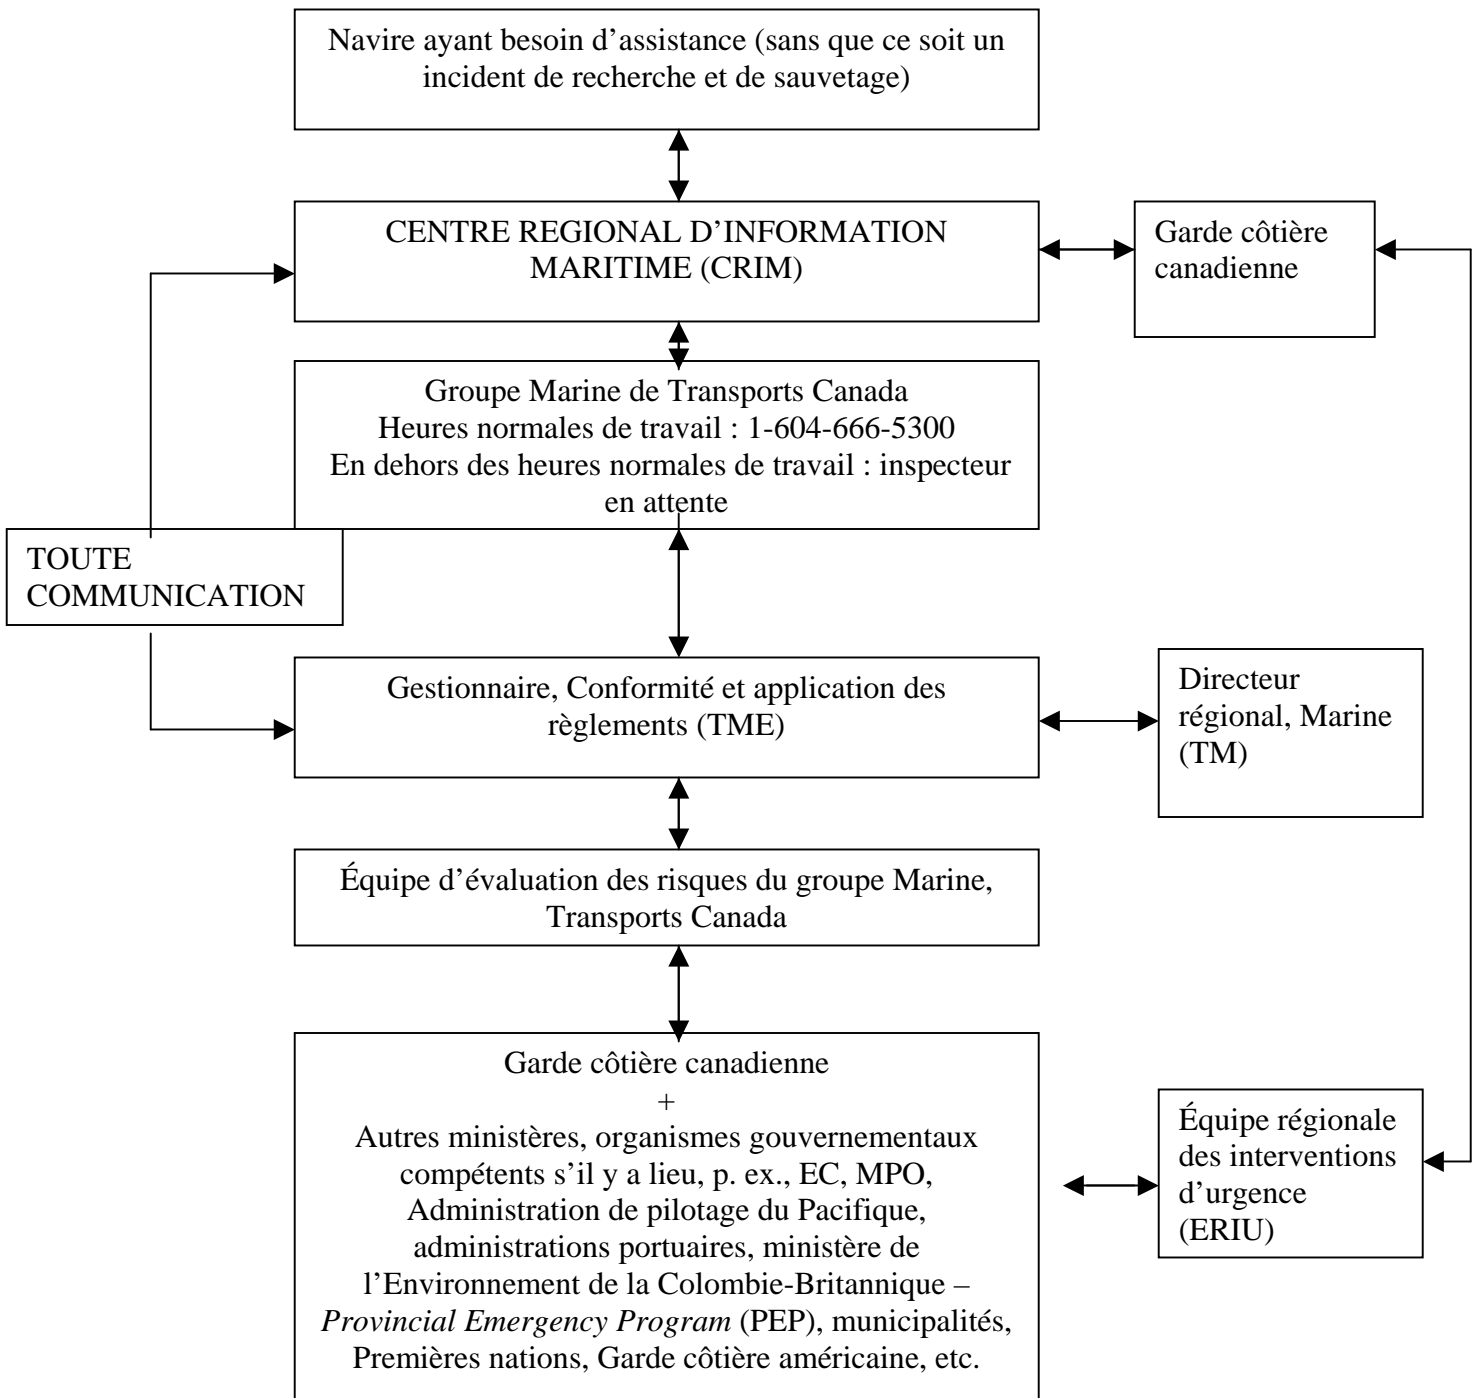 Navire ayant besoin d’assistance (sans que ce soit un
incident de recherche et de sauvetage)
CENTRE REGIONAL D’INFORMATION
MARITIME (CRIM)
Garde côtière
canadienne
Groupe Marine de Transports Canada
Heures normales de travail : 1-604-666-5300
En dehors des heures normales de travail : inspecteur
en attente
TOUTE
COMMUNICATION
Gestionnaire, Conformité et application des
règlements (TME)
Directeur
régional, Marine
(TM)
Équipe d’évaluation des risques du groupe Marine,
Transports Canada
Garde côtière canadienne
+
Autres ministères, organismes gouvernementaux
compétents s’il y a lieu, p. ex., EC, MPO,
Administration de pilotage du Pacifique,
administrations portuaires, ministère de
l’Environnement de la Colombie-Britannique –
Provincial Emergency Program (PEP), municipalités,
Premières nations, Garde côtière américaine, etc.
Équipe régionale
des interventions
d’urgence
(ERIU)